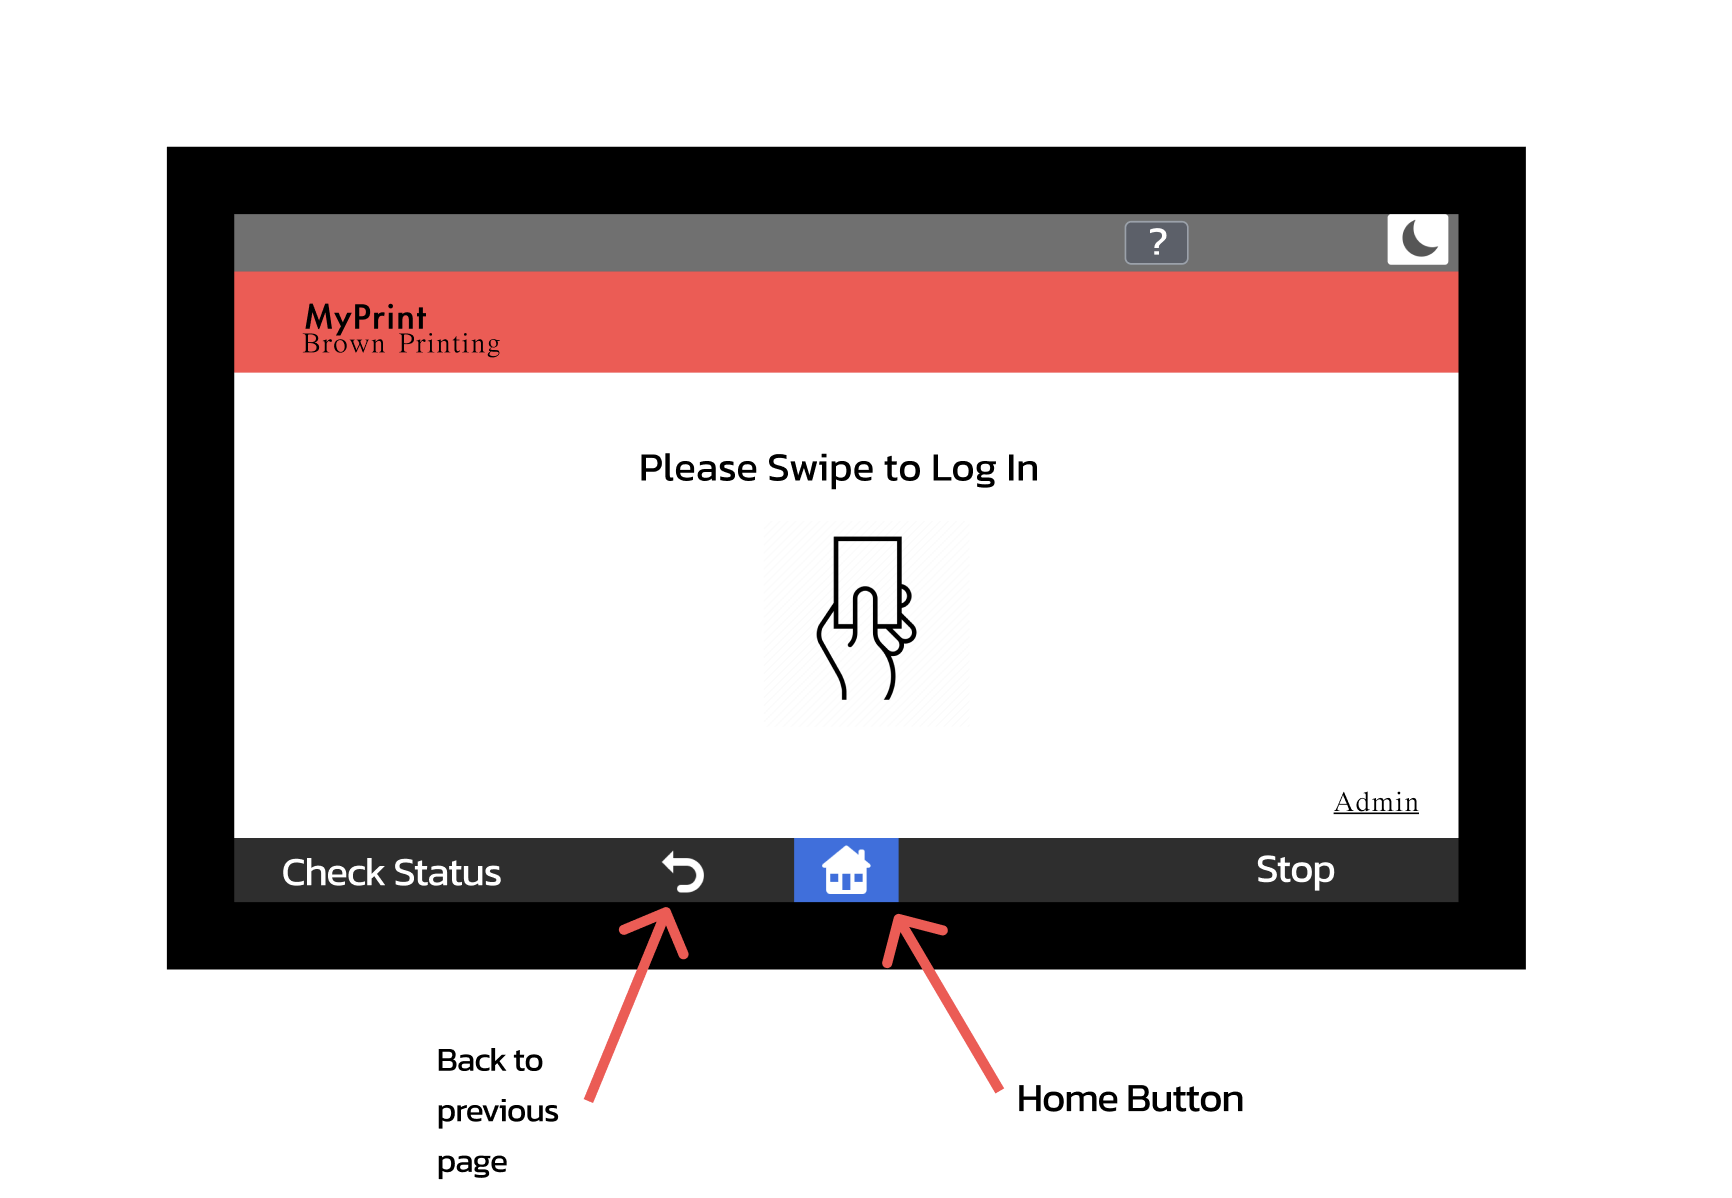 ?
MyPrint
Brown Printing
Please Swipe to Log In
Admin
Check Status
Stop
Back to
previous
page
Home Button